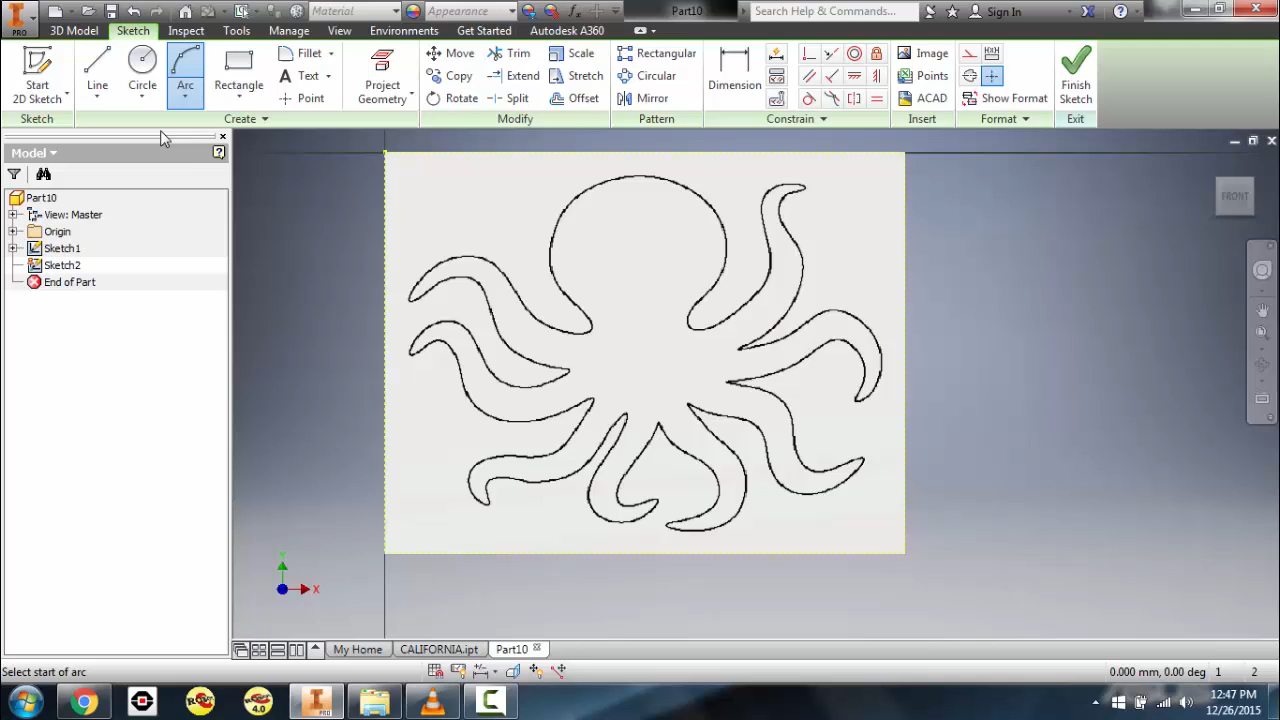 PRO
Material
Appearance
Part10
Search Help & Commands...
Sign In
3D Model Sketch Inspect Tools Manage View Environments Get Started Autodesk A360
Start 2D Sketch
Line
Circle
Arc
Rectangle
Fillet
Text
Point
Project Geometry
Move
Copy
Rotate
Trim
Extend
Split
Scale
Stretch
Offset
Rectangular
Circular
Mirror
Dimension
Image
Points
ACAD
Show Format
Finish Sketch
Sketch Create Modify Pattern Constrain Insert Format Exit
Model
Part10
View: Master
Origin
Sketch1
Sketch2
End of Part
FRONT
Y
X
My Home CALIFORNIA.ipt Part10
Select start of arc
0.000 mm, 0.00 deg 1 2
4.0
PRO
12:47 PM
12/26/2015